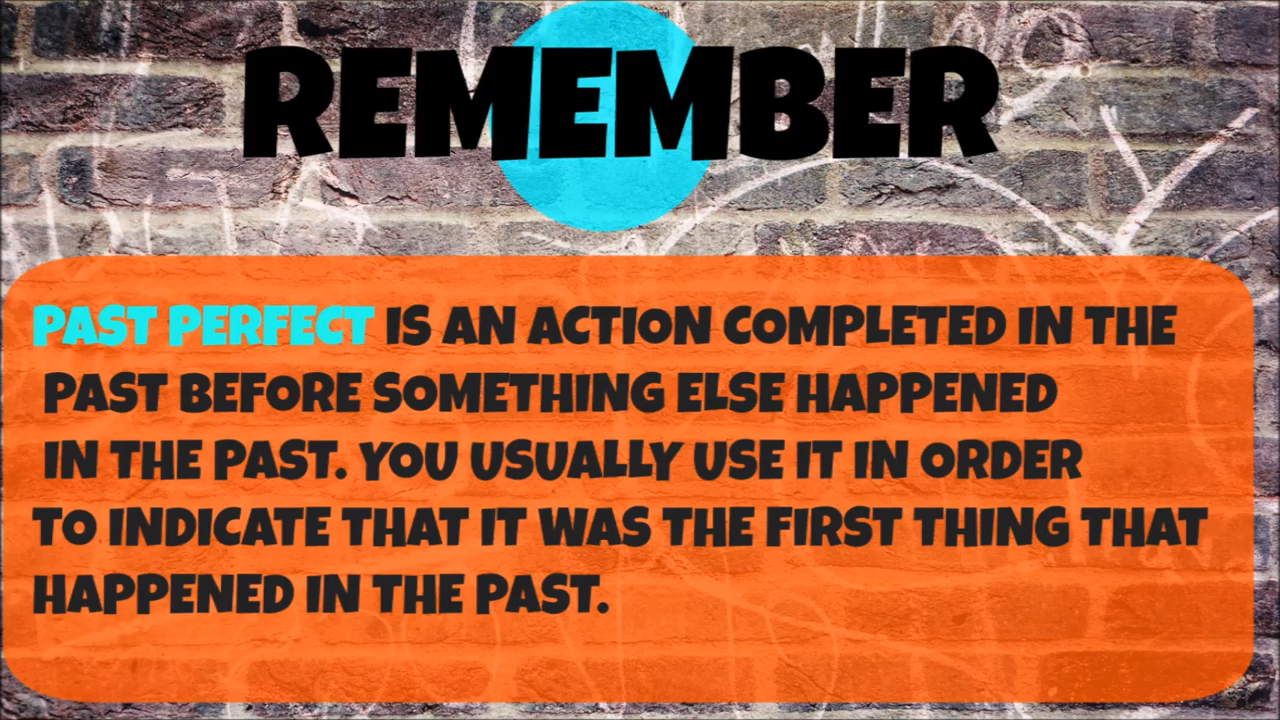 REMEMBER
PAST PERFECT IS AN ACTION COMPLETED IN THE
PAST BEFORE SOMETHING ELSE HAPPENED
IN THE PAST. YOU USUALLY USE IT IN ORDER
TO INDICATE THAT IT WAS THE FIRST THING THAT
HAPPENED IN THE PAST.